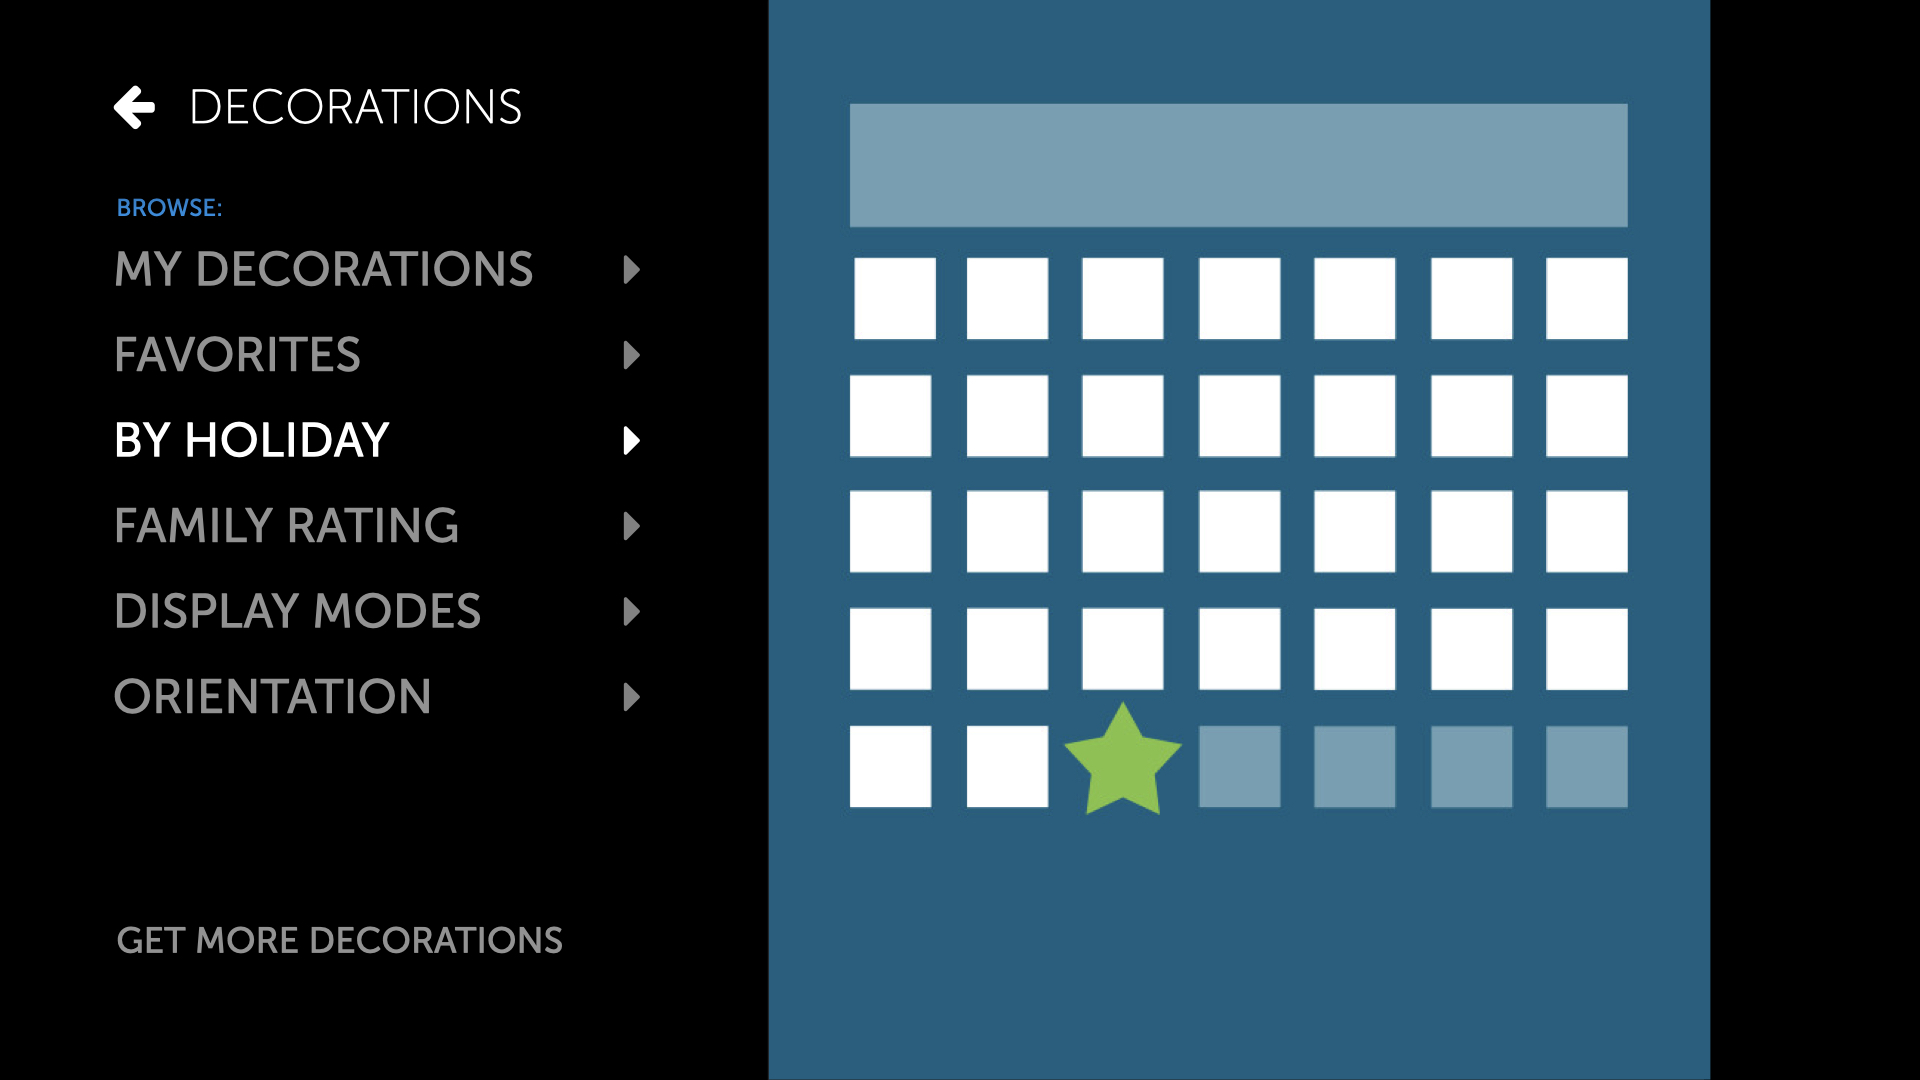 DECORATIONS
BROWSE:
MY DECORATIONS
FAVORITES
BY HOLIDAY
FAMILY RATING
DISPLAY MODES
ORIENTATION
GET MORE DECORATIONS